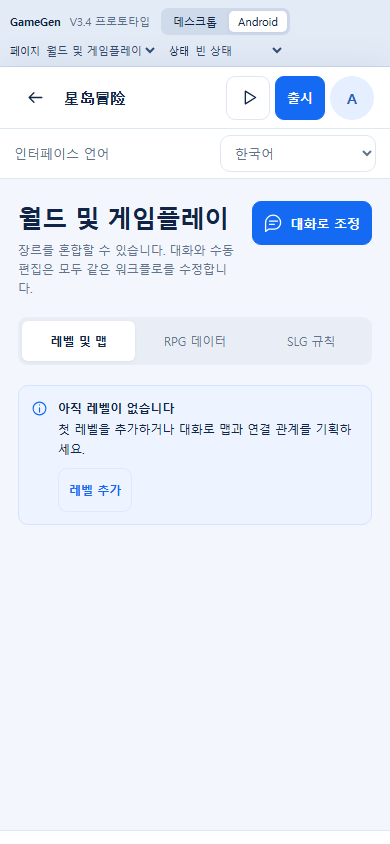 GameGen V3.4 프로토타입 데스크톱 Android
페이지 월드 및 게임플레이 상태 빈 상태
星岛冒险 출시 A
인터페이스 언어 한국어
월드 및 게임플레이
장르를 혼합할 수 있습니다. 대화와 수동
편집은 모두 같은 워크플로를 수정합니
다.
대화로 조정
레벨 및 맵 RPG 데이터 SLG 규칙
아직 레벨이 없습니다
첫 레벨을 추가하거나 대화로 맵과 연결 관계를 기획하
세요.
레벨 추가